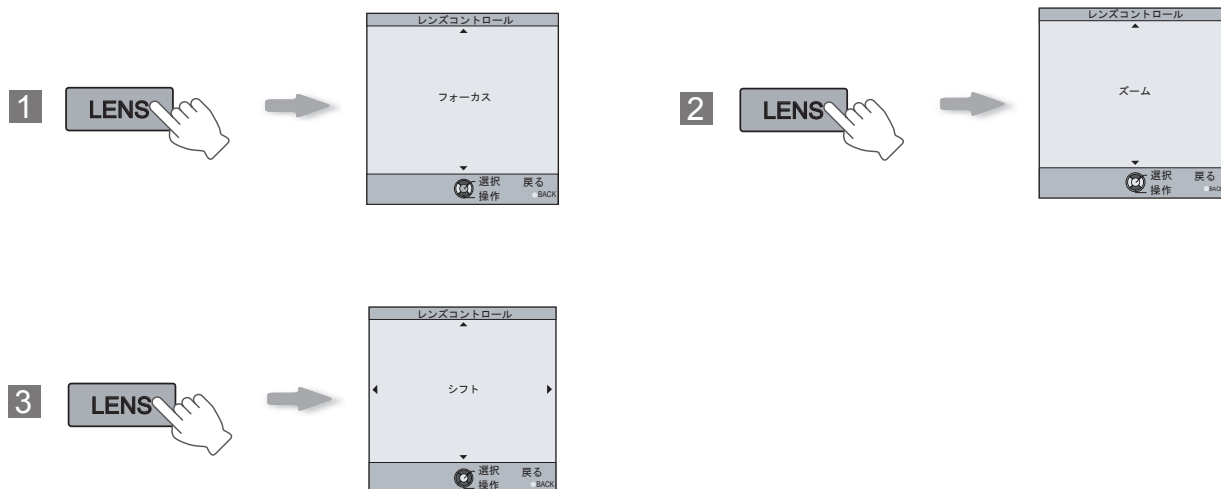 1
LENS
レンズコントロール
フォーカス
選択
操作
戻る
BACK
2
LENS
レンズコントロール
ズーム
選択
操作
戻る
BACK
3
LENS
レンズコントロール
シフト
選択
操作
戻る
BACK